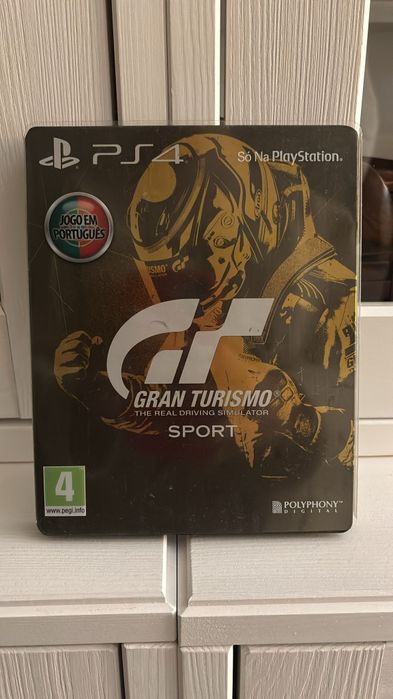 PS4
Só Na PlayStation®
JOGO EM
PORTUGUÊS
GT
GRAN TURISMO
THE REAL DRIVING SIMULATOR
SPORT
4
www.pegi.info
POLYPHONY™
DIGITAL